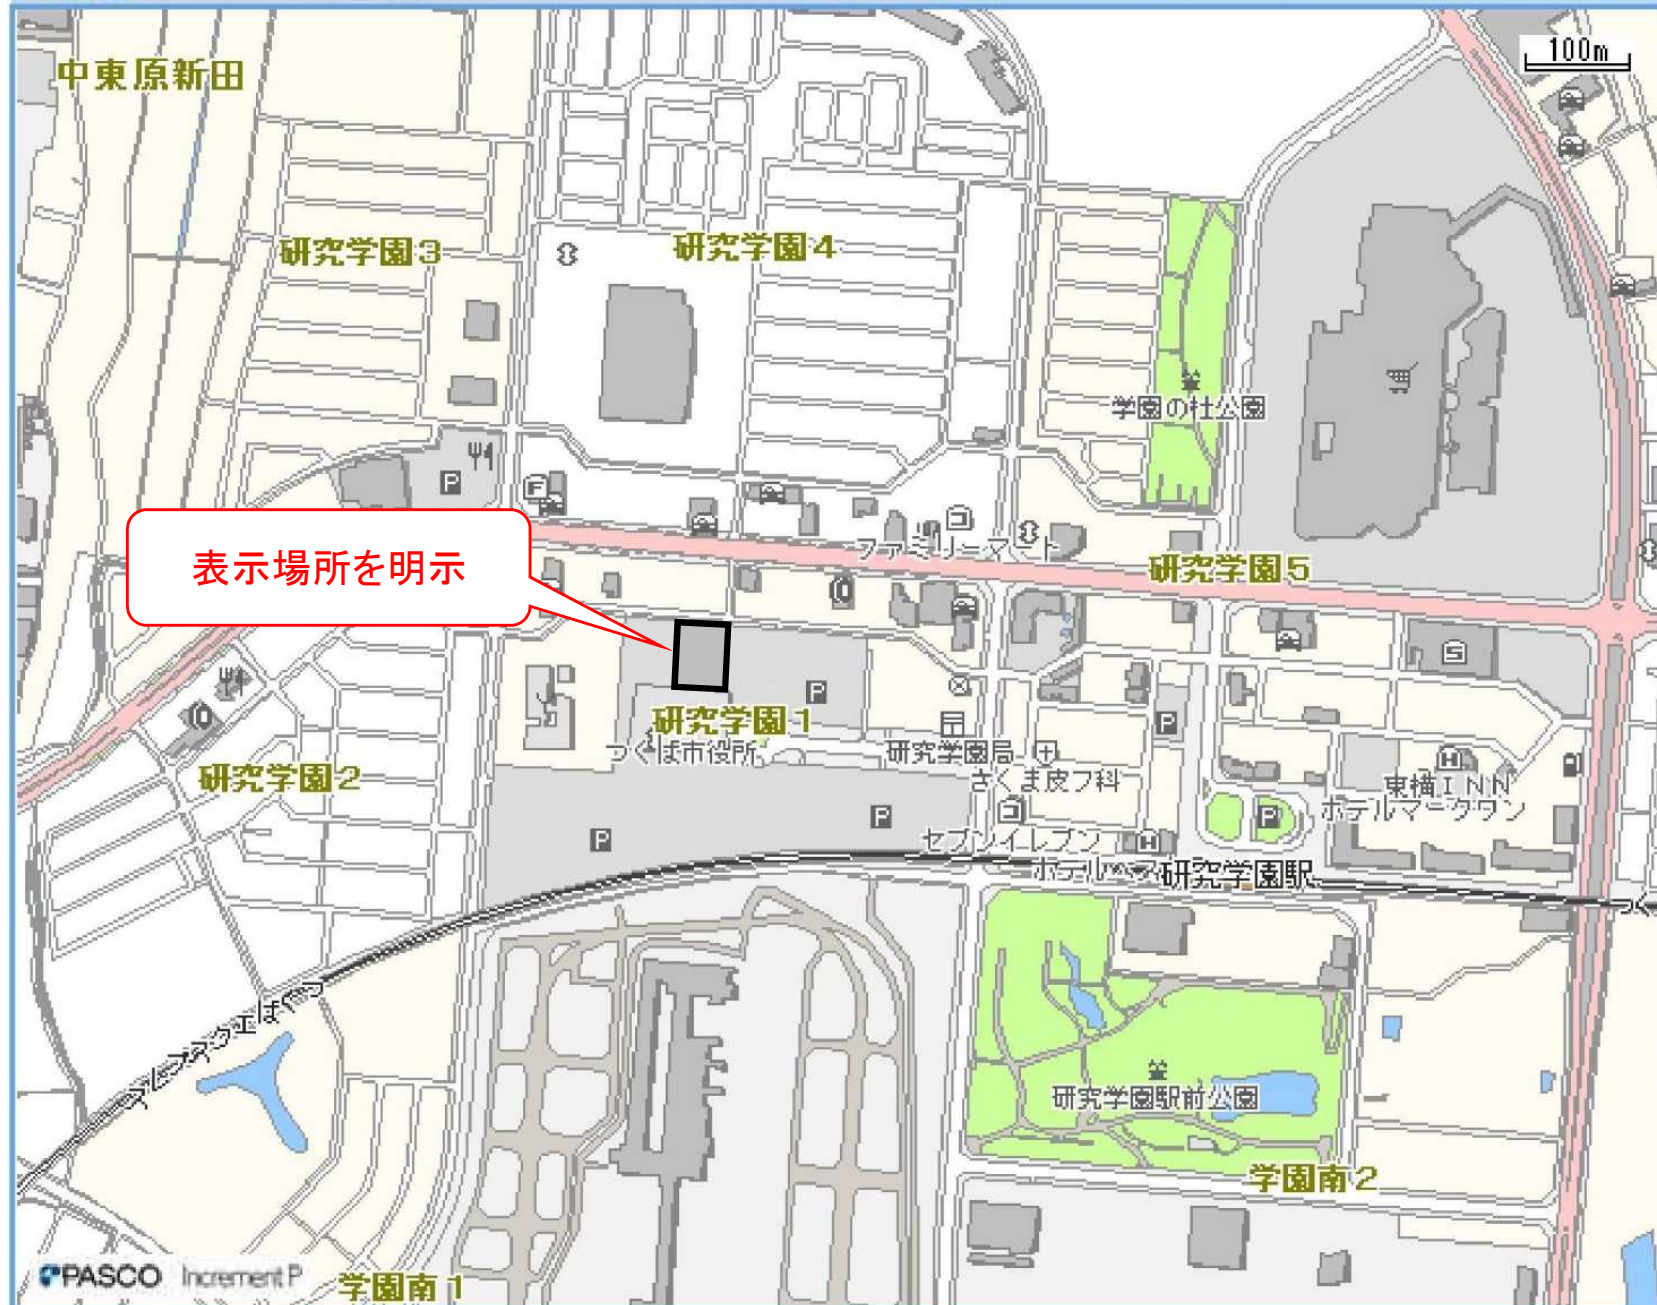 100m
中東原新田
研究学園3
研究学園4
学園の杜公園
表示場所を明示
ファミリーマート
研究学園5
研究学園1
つくば市役所
研究学園局
さくま皮フ科
研究学園2
東横INN
ホテルマークワン
セブンイレブン
研究学園駅
研究学園駅前公園
学園南2
PASCO Increment P
学園南1